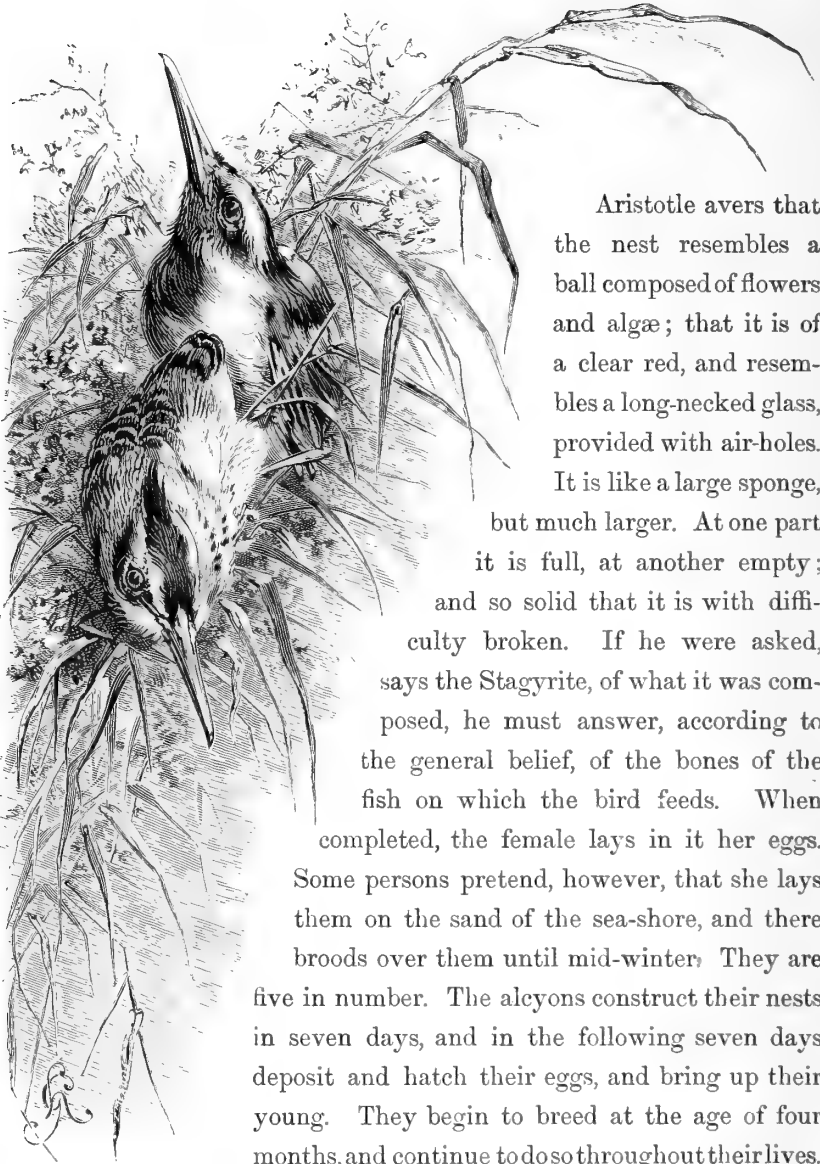 Aristotle avers that
the nest resembles a
ball composed of flowers
and algæ; that it is of
a clear red, and resem-
bles a long-necked glass,
provided with air-holes.
It is like a large sponge,
but much larger. At one part
it is full, at another empty;
and so solid that it is with diffi-
culty broken. If he were asked,
says the Stagyrite, of what it was com-
posed, he must answer, according to
the general belief, of the bones of the
fish on which the bird feeds. When
completed, the female lays in it her eggs.
Some persons pretend, however, that she lays
them on the sand of the sea-shore, and there
broods over them until mid-winter. They are
five in number. The alcyons construct their nests
in seven days, and in the following seven days
deposit and hatch their eggs, and bring up their
young. They begin to breed at the age of four
months, and continue to do so throughout their lives.